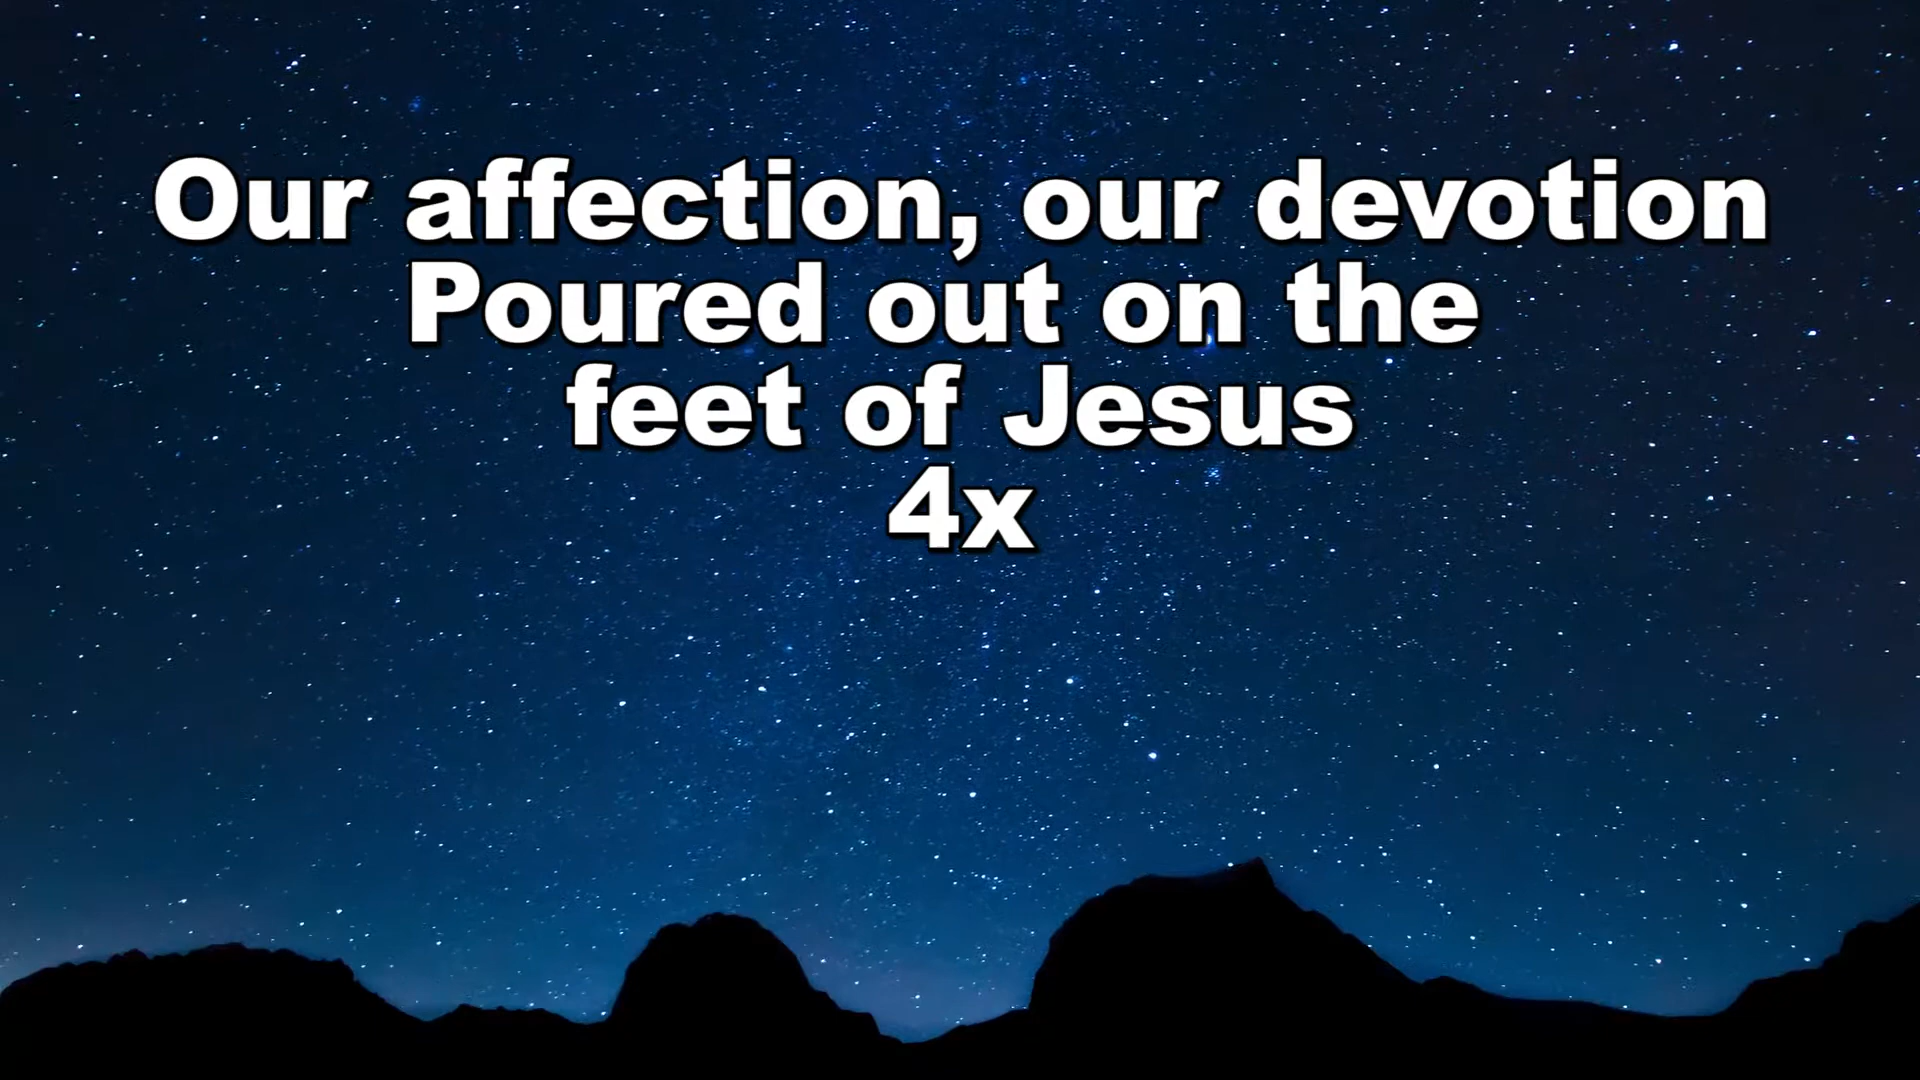 Our affection, our devotion
Poured out on the
feet of Jesus
4x